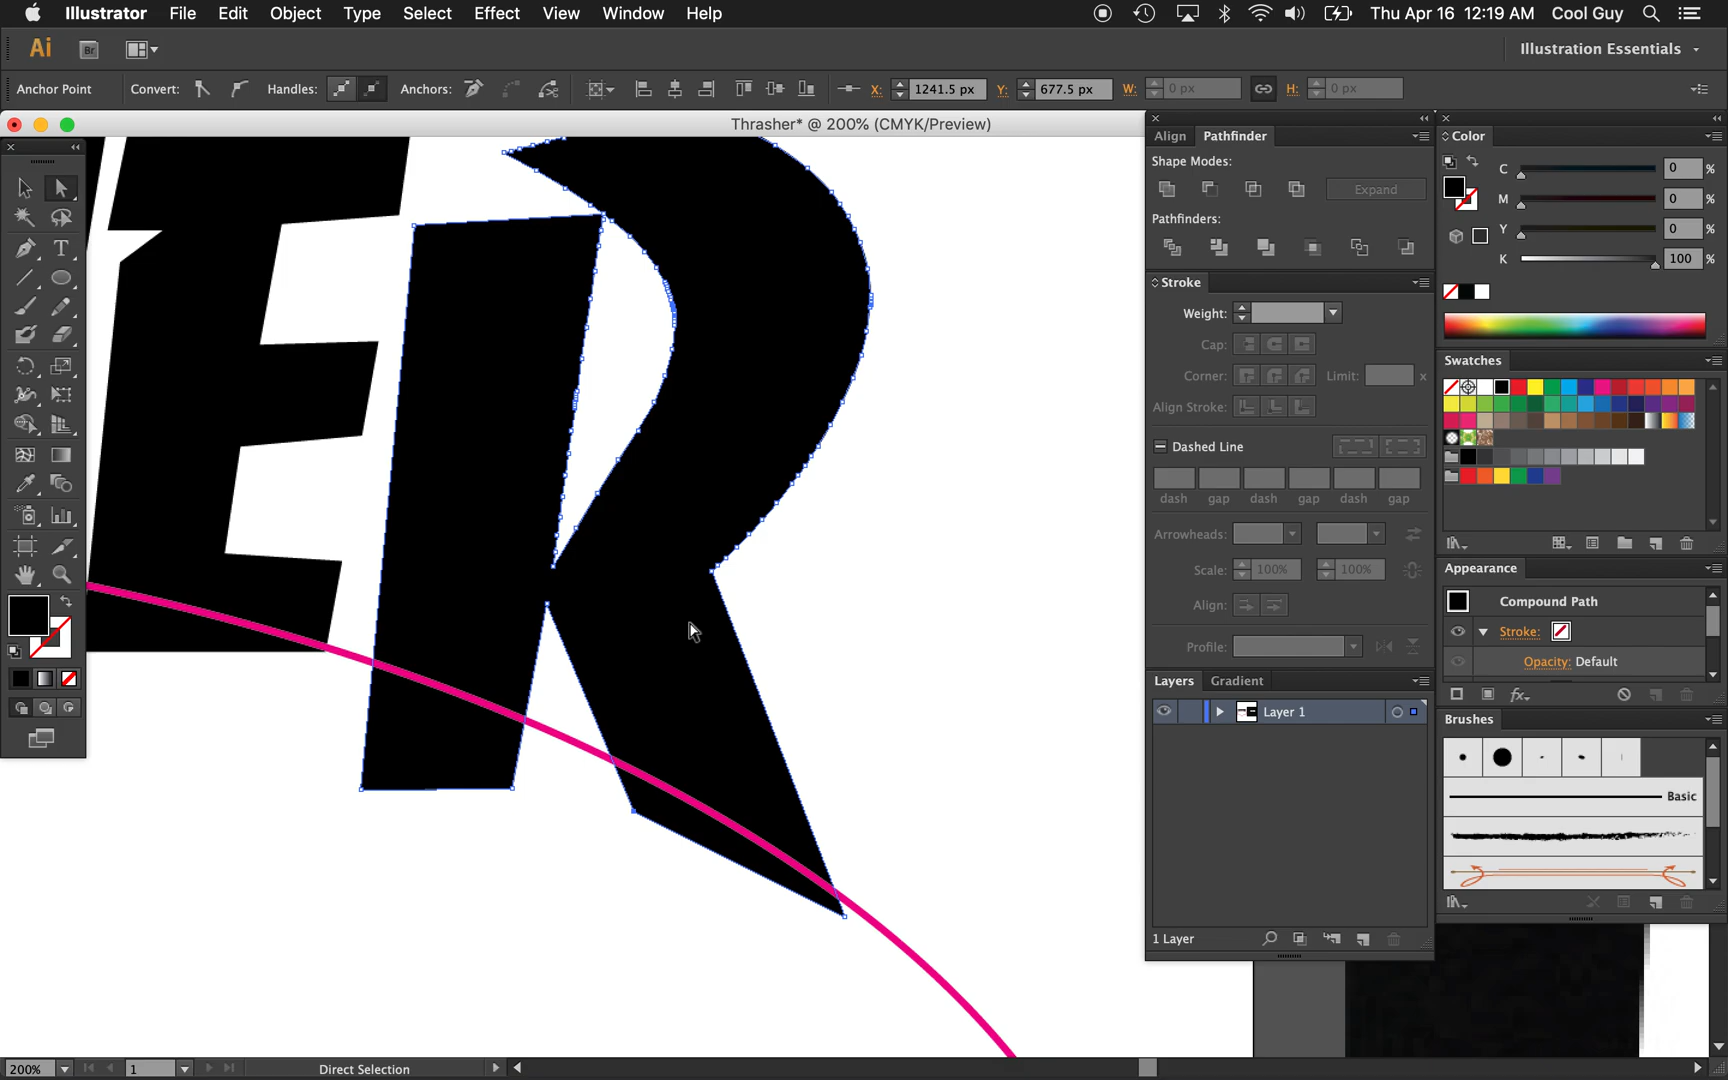 Illustrator File Edit Object Type Select Effect View Window Help Thu Apr 16 12:19 AM Cool Guy
Ai Br Illustration Essentials
Anchor Point Convert: Handles: Anchors: X: 1241.5 px Y: 677.5 px W: 0 px H: 0 px
Thrasher* @ 200% (CMYK/Preview)
ER
Align Pathfinder
Shape Modes:
Expand
Pathfinders:
Stroke
Weight:
Cap:
Corner: Limit: x
Align Stroke:
Dashed Line
dash gap dash gap dash gap
Arrowheads:
Scale: 100% 100%
Align:
Profile:
Layers Gradient
Layer 1
1 Layer
Color
C 0 %
M 0 %
Y 0 %
K 100 %
Swatches
Appearance
Compound Path
Stroke:
Opacity: Default
fx
Brushes
Basic
200% 1 Direct Selection